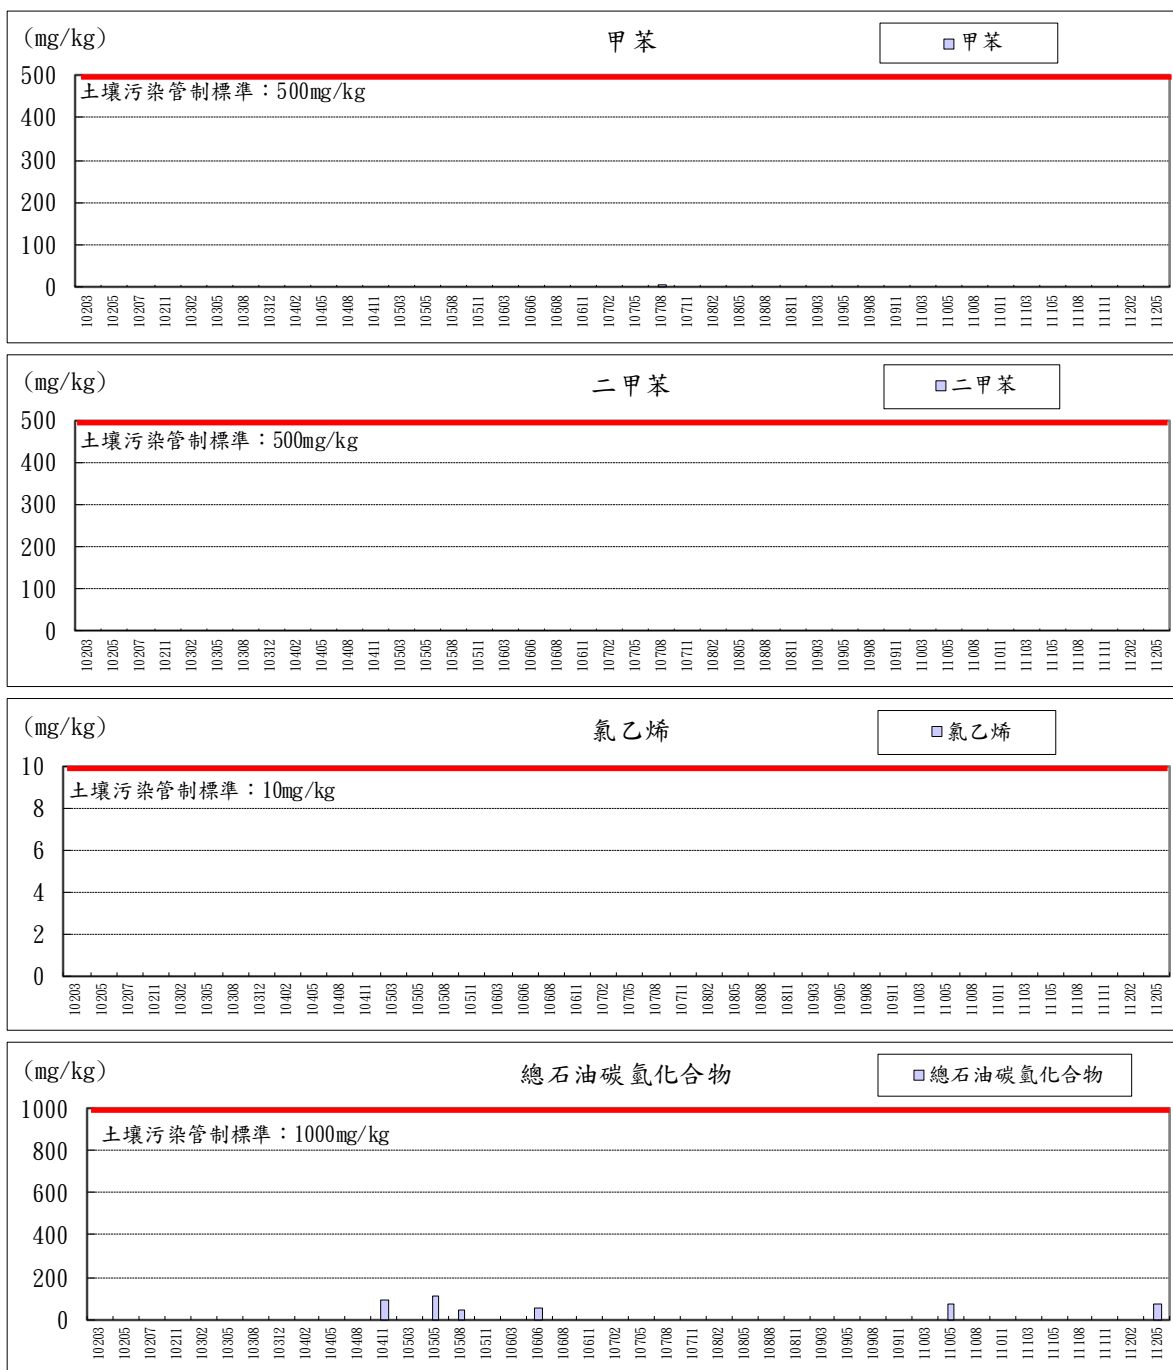 (mg/kg)
甲苯
甲苯
500
土壤污染管制標準：500mg/kg
400
300
200
100
0
10203 10205 10207 10211 10302 10305 10308 10312 10402 10405 10408 10411 10503 10505 10508 10511 10603 10606 10608 10611 10702 10705 10708 10711 10802 10805 10808 10811 10903 10905 10908 10911 11003 11005 11008 11011 11103 11105 11108 11111 11202 11205
(mg/kg)
二甲苯
二甲苯
500
土壤污染管制標準：500mg/kg
400
300
200
100
0
10203 10205 10207 10211 10302 10305 10308 10312 10402 10405 10408 10411 10503 10505 10508 10511 10603 10606 10608 10611 10702 10705 10708 10711 10802 10805 10808 10811 10903 10905 10908 10911 11003 11005 11008 11011 11103 11105 11108 11111 11202 11205
(mg/kg)
氯乙烯
氯乙烯
10
土壤污染管制標準：10mg/kg
8
6
4
2
0
10203 10205 10207 10211 10302 10305 10308 10312 10402 10405 10408 10411 10503 10505 10508 10511 10603 10606 10608 10611 10702 10705 10708 10711 10802 10805 10808 10811 10903 10905 10908 10911 11003 11005 11008 11011 11103 11105 11108 11111 11202 11205
(mg/kg)
總石油碳氫化合物
總石油碳氫化合物
1000
土壤污染管制標準：1000mg/kg
800
600
400
200
0
10203 10205 10207 10211 10302 10305 10308 10312 10402 10405 10408 10411 10503 10505 10508 10511 10603 10606 10608 10611 10702 10705 10708 10711 10802 10805 10808 10811 10903 10905 10908 10911 11003 11005 11008 11011 11103 11105 11108 11111 11202 11205